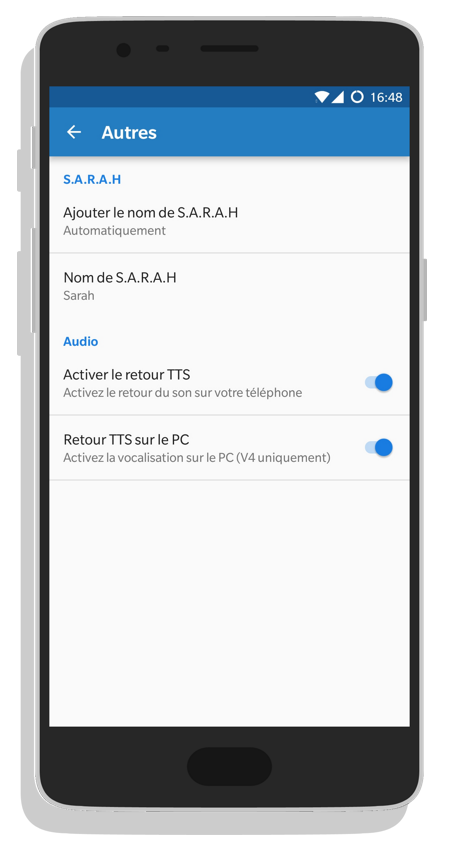 16:48
Autres
S.A.R.A.H
Ajouter le nom de S.A.R.A.H
Automatiquement
Nom de S.A.R.A.H
Sarah
Audio
Activer le retour TTS
Activez le retour du son sur votre téléphone
Retour TTS sur le PC
Activez la vocalisation sur le PC (V4 uniquement)